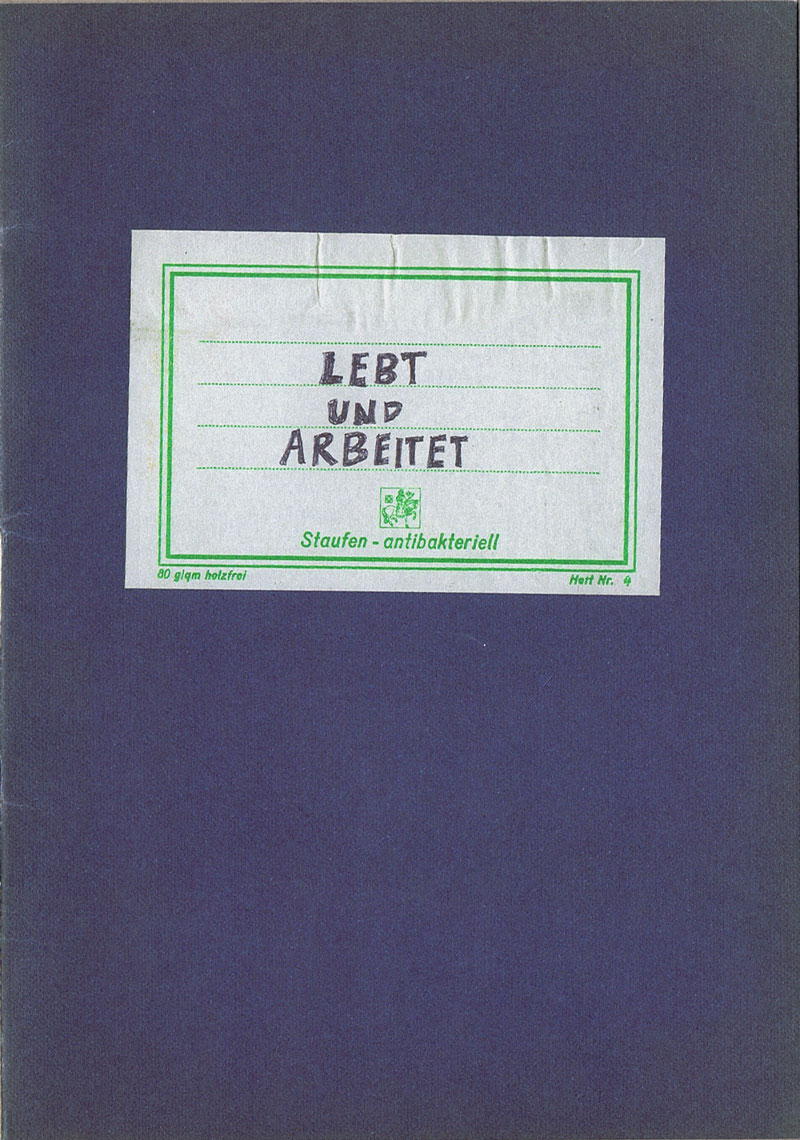 LEBT
UND
ARBEITET
Staufen - antibakteriell
80 g/qm holzfrei
Heft Nr. 4